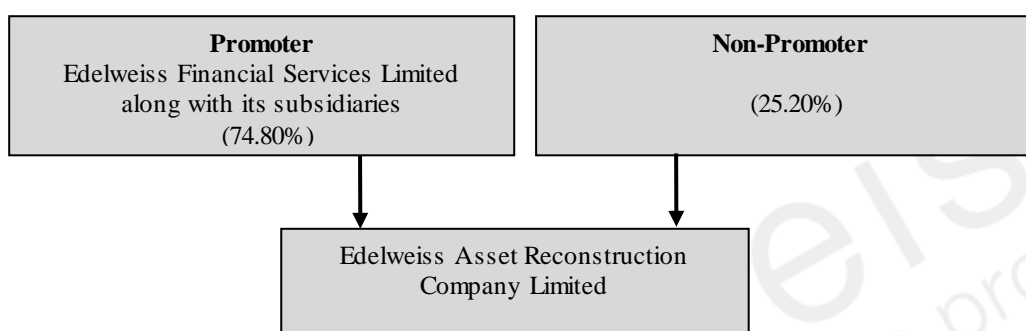 Promoter
Edelweiss Financial Services Limited
along with its subsidiaries
(74.80%)
Non-Promoter
(25.20%)
Edelweiss Asset Reconstruction
Company Limited